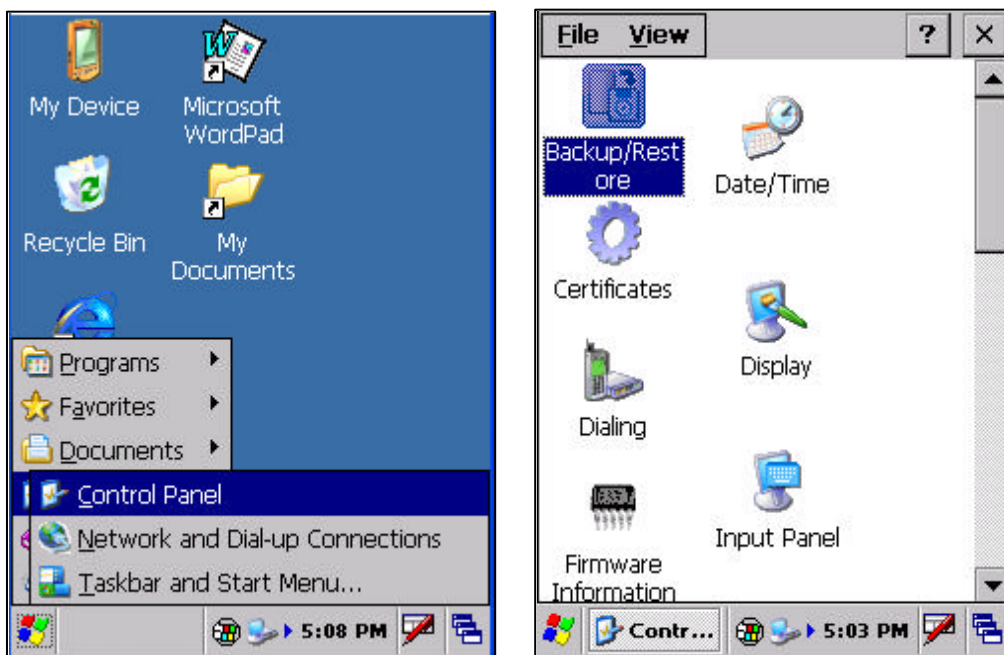 My Device
Microsoft
WordPad
Recycle Bin
My
Documents
Programs
Favorites
Documents
Control Panel
Network and Dial-up Connections
Taskbar and Start Menu...
5:08 PM
File View ? ×
Backup/Rest
ore
Date/Time
Certificates
Display
Dialing
Input Panel
Firmware
Information
Contr... 5:03 PM